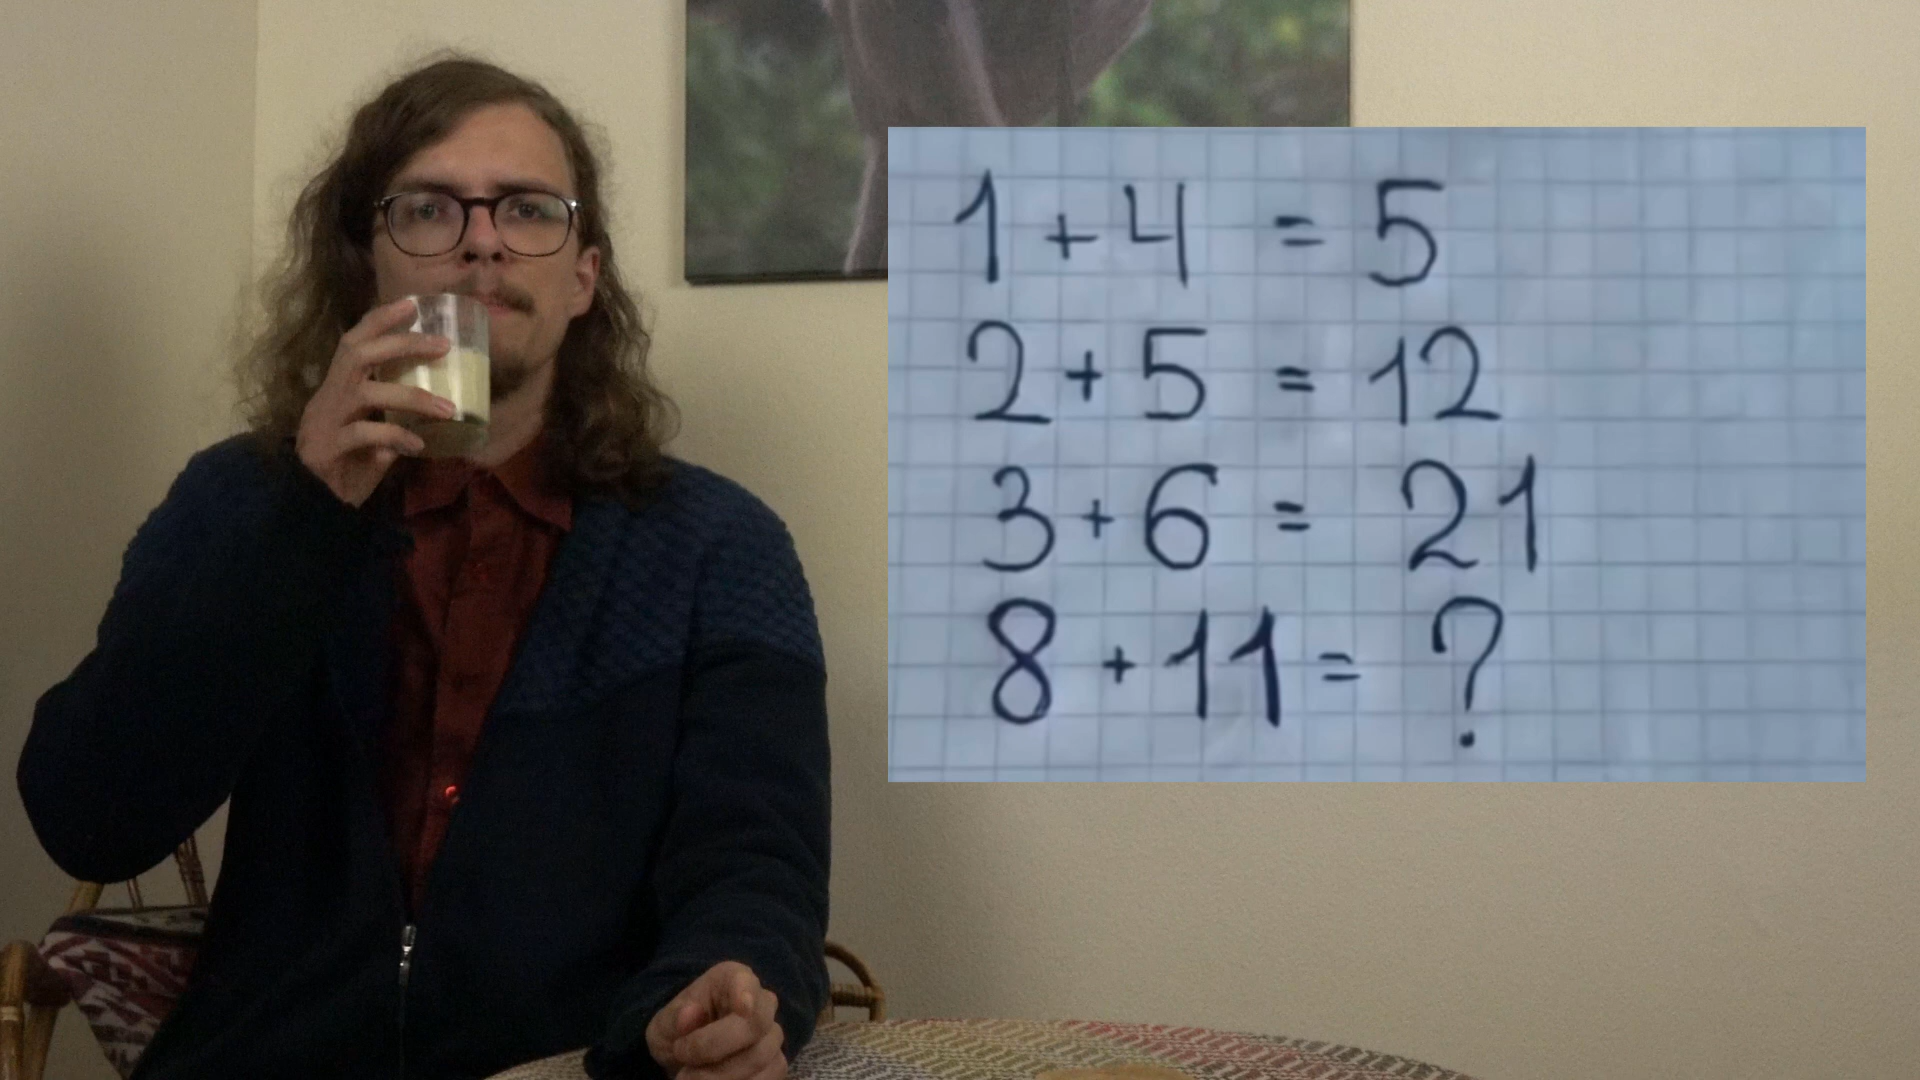 1 + 4 = 5
2 + 5 = 12
3 + 6 = 21
8 + 11 = ?